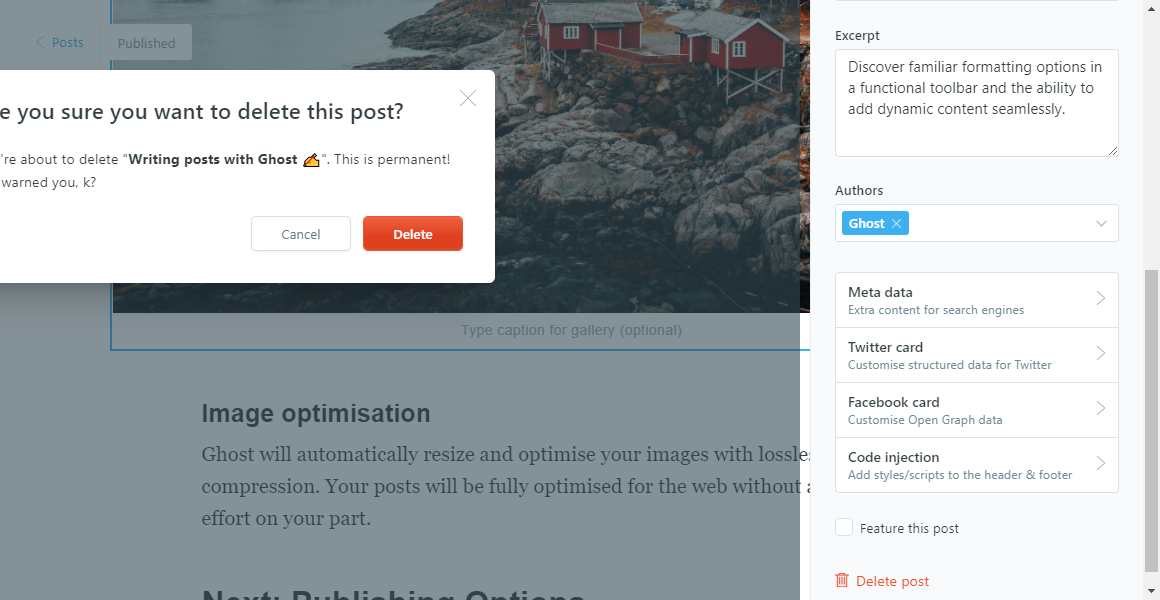 Posts
Published
e you sure you want to delete this post?
're about to delete "Writing posts with Ghost ✍️". This is permanent!
warned you, k?
Cancel
Delete
Type caption for gallery (optional)
Image optimisation
Ghost will automatically resize and optimise your images with lossles
compression. Your posts will be fully optimised for the web without a
effort on your part.
Next: Publishing Options
Excerpt
Discover familiar formatting options in
a functional toolbar and the ability to
add dynamic content seamlessly.
Authors
Ghost
Meta data
Extra content for search engines
Twitter card
Customise structured data for Twitter
Facebook card
Customise Open Graph data
Code injection
Add styles/scripts to the header & footer
Feature this post
Delete post